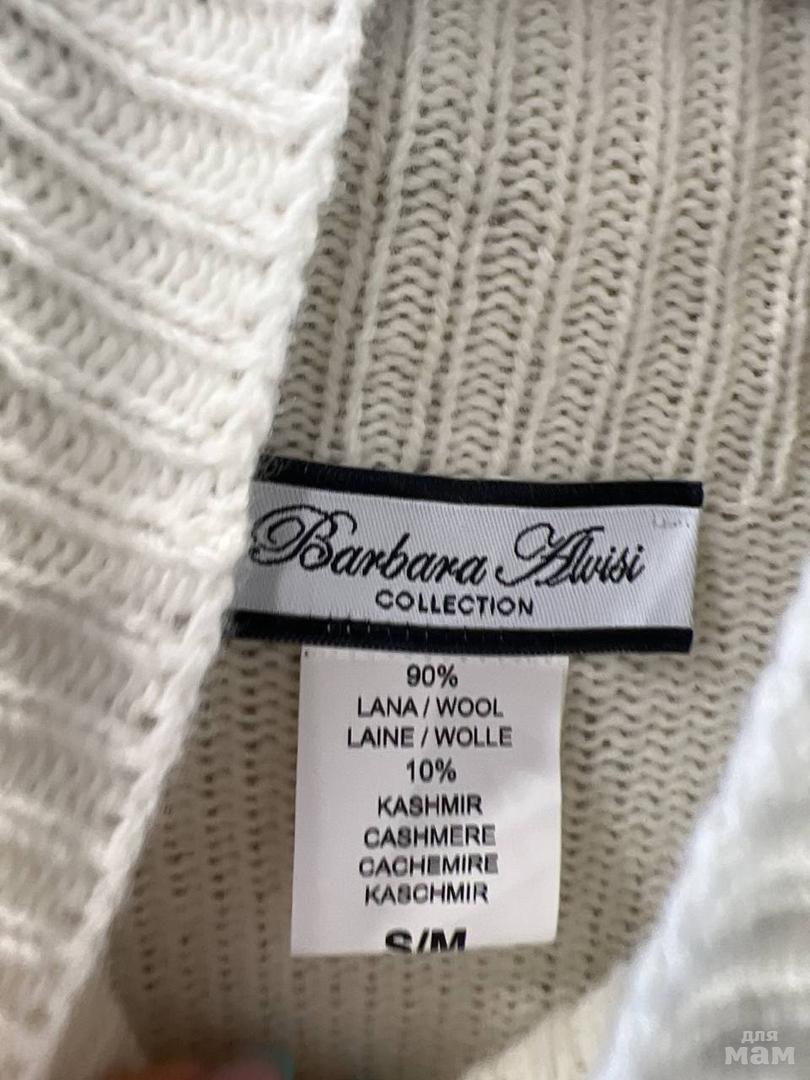 Barbara Alvisi
COLLECTION
90%
LANA / WOOL
LAINE / WOLLE
10%
KASHMIR
CASHMERE
CACHEMIRE
KASCHMIR
S/M
для
мам